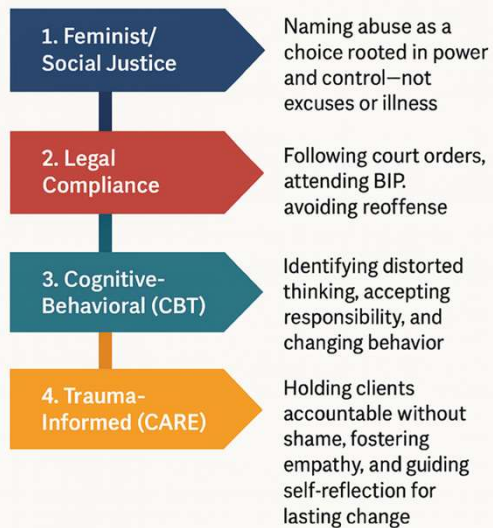 1. Feminist/
Social Justice
Naming abuse as a
choice rooted in power
and control—not
excuses or illness
2. Legal
Compliance
Following court orders,
attending BIP.
avoiding reoffense
3. Cognitive-
Behavioral (CBT)
Identifying distorted
thinking, accepting
responsibility, and
changing behavior
4. Trauma-
Informed (CARE)
Holding clients
accountable without
shame, fostering
empathy, and guiding
self-reflection for
lasting change